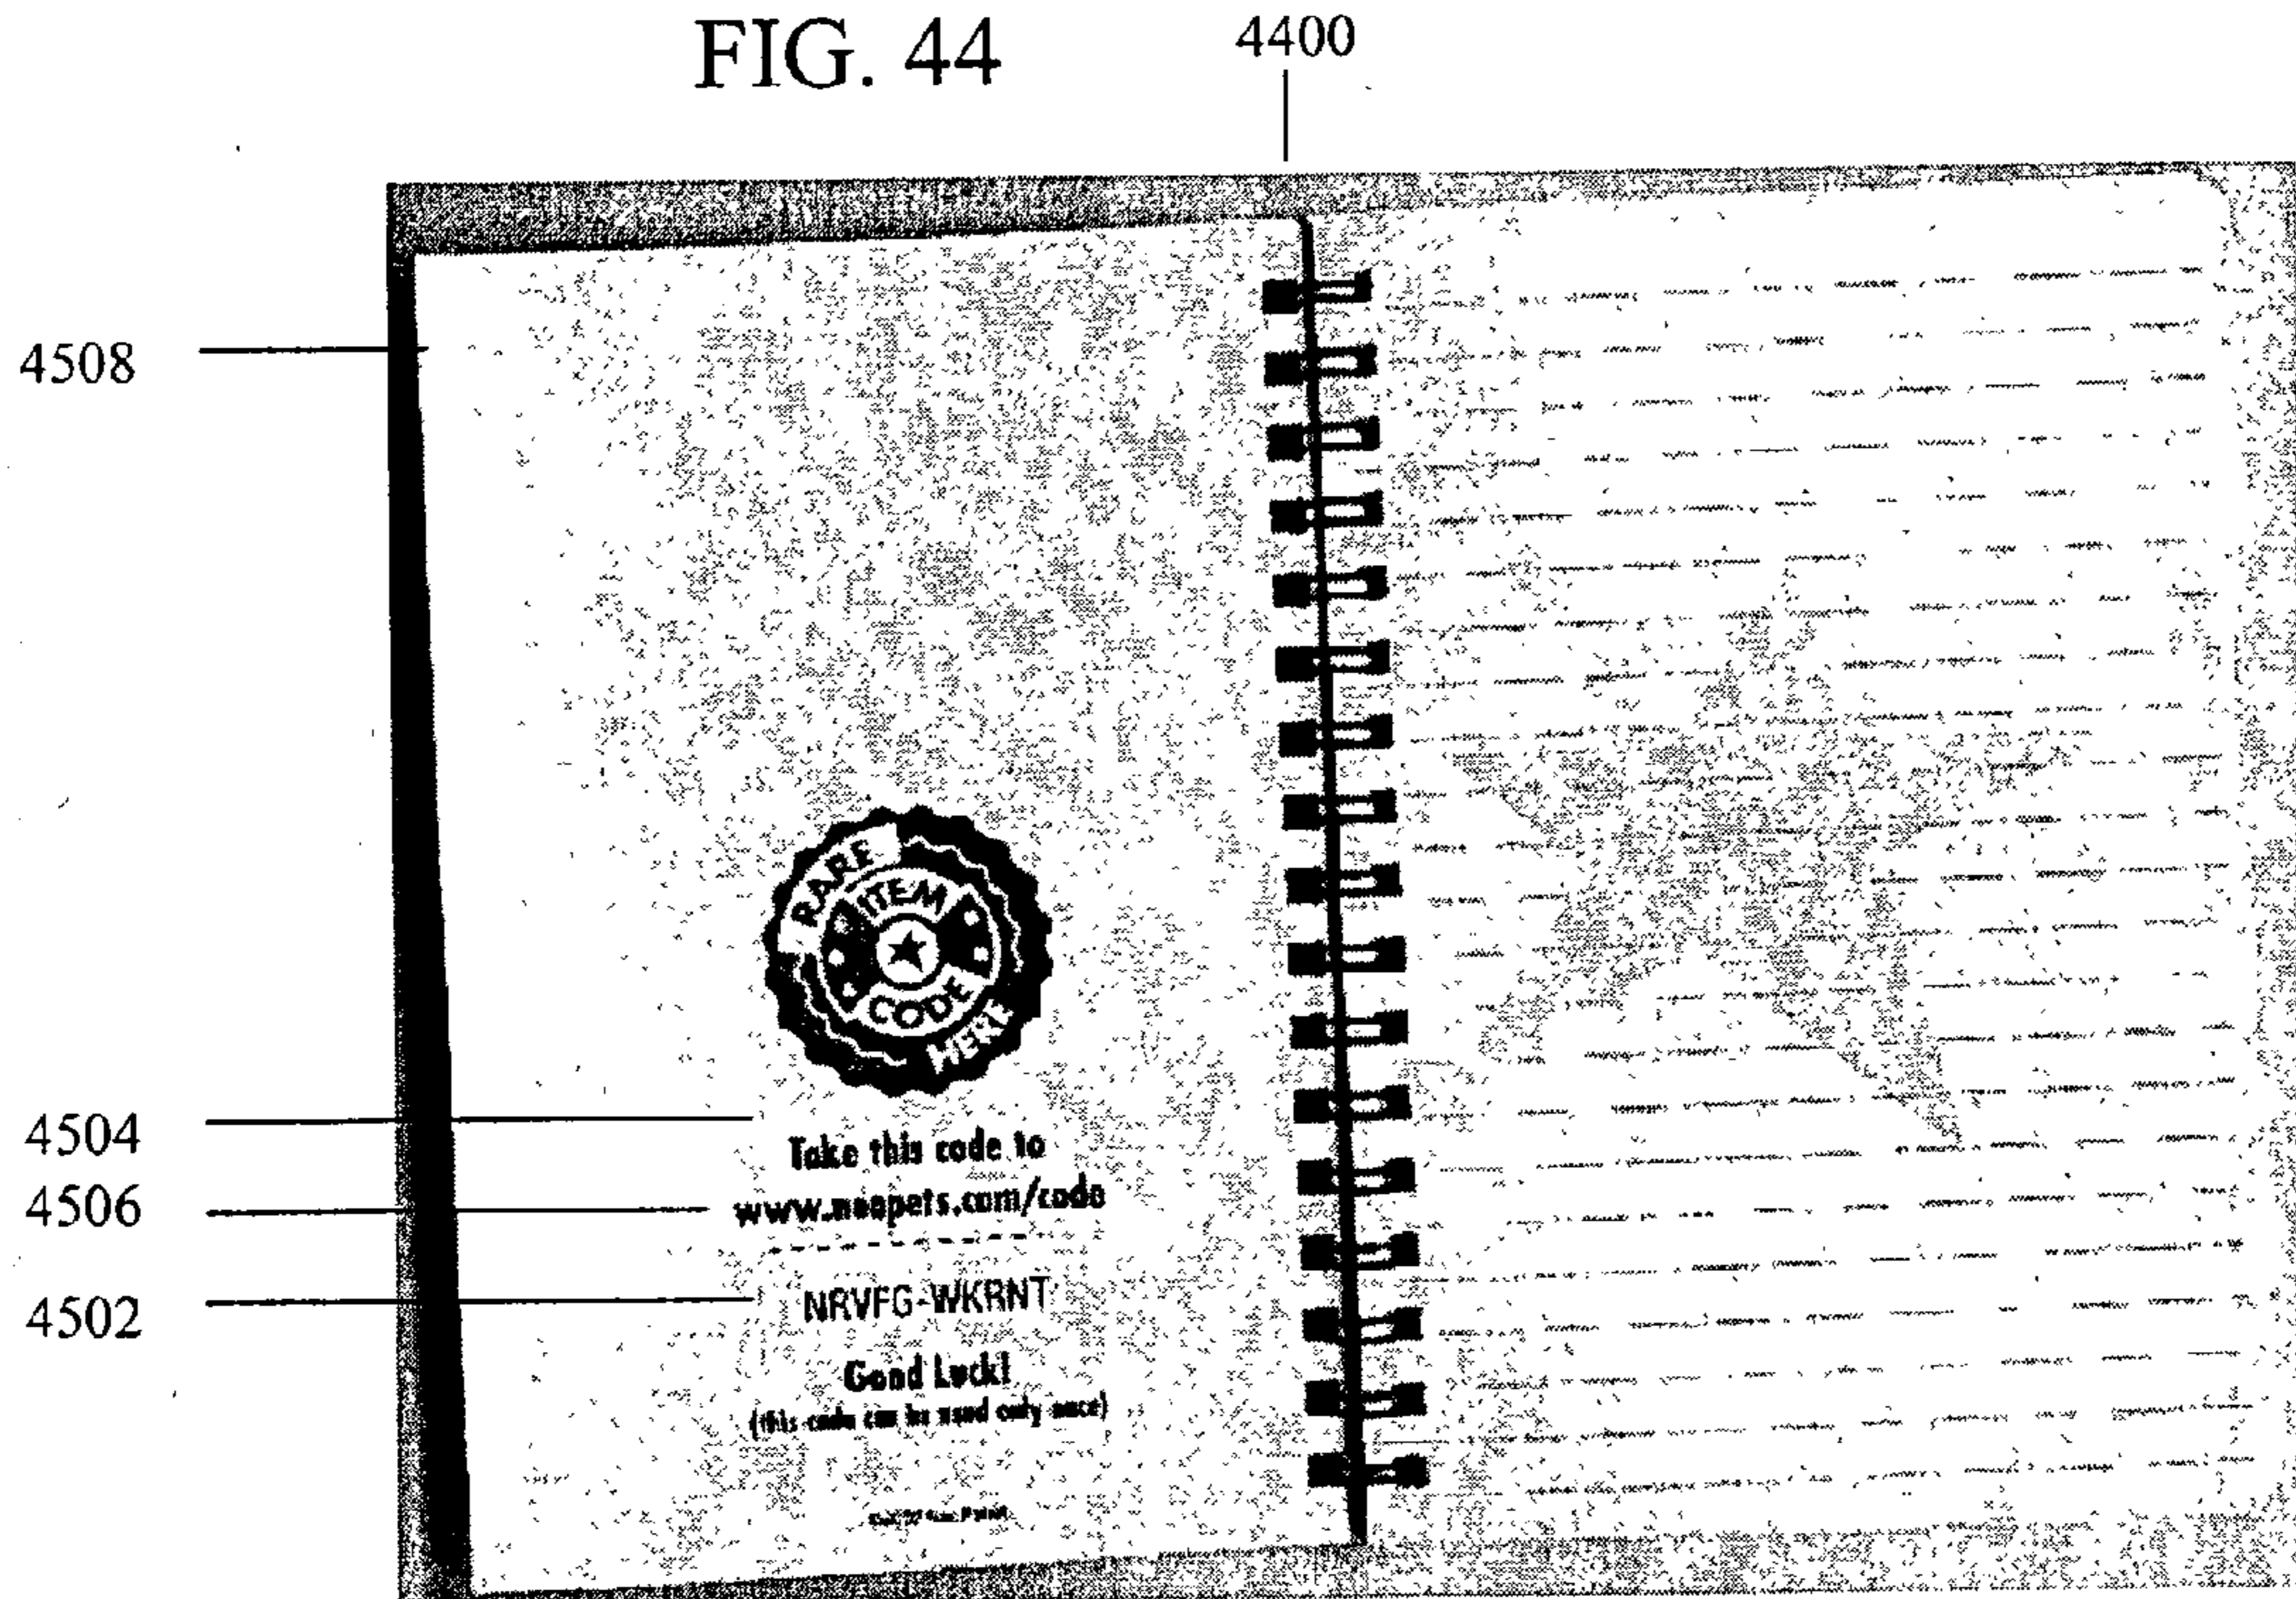 FIG. 44
4400
4508
RARE
ITEM
CODE
HERE
4504
Take this code to
4506
www.neopets.com/code
4502
NRVFG-WKRNT
Good Luck!
(this code can be used only once)